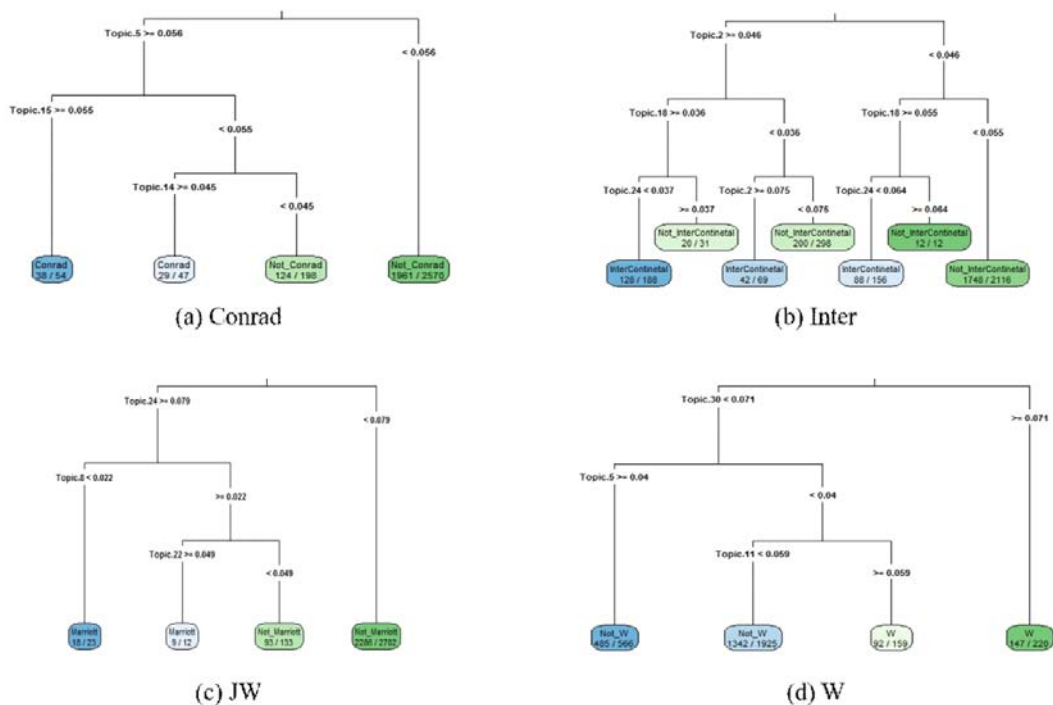 Topic.5 >= 0.056
< 0.056
Topic.15 >= 0.055
< 0.055
Topic.14 >= 0.045
< 0.045
Conrad
38 / 54
Conrad
29 / 47
Not_Conrad
124 / 198
Not_Conrad
1961 / 2570
(a) Conrad
Topic.2 >= 0.046
< 0.046
Topic.18 >= 0.036
< 0.036
Topic.18 >= 0.055
< 0.055
Topic.24 < 0.037
>= 0.037
Topic.2 >= 0.075
< 0.075
Topic.24 < 0.064
>= 0.064
Not_InterContinetal
20 / 31
Not_InterContinetal
200 / 298
Not_InterContinetal
12 / 12
InterContinetal
128 / 188
InterContinetal
42 / 69
InterContinetal
88 / 156
Not_InterContinetal
1748 / 2116
(b) Inter
Topic.24 >= 0.079
< 0.079
Topic.8 < 0.022
>= 0.022
Topic.22 >= 0.049
< 0.049
Marriott
18 / 23
Marriott
9 / 12
Not_Marriott
93 / 133
Not_Marriott
2286 / 2702
(c) JW
Topic.30 < 0.071
>= 0.071
Topic.5 >= 0.04
< 0.04
Topic.11 < 0.059
>= 0.059
Not_W
485 / 566
Not_W
1342 / 1925
W
92 / 159
W
147 / 220
(d) W